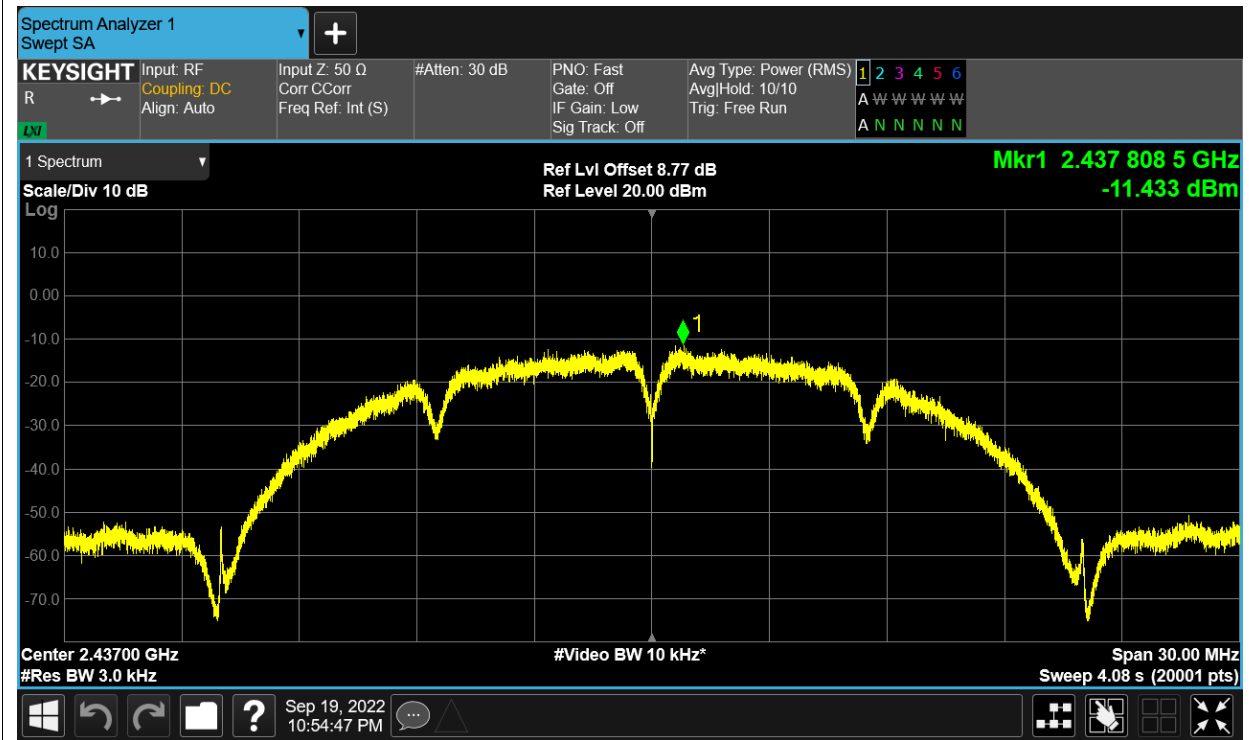 Spectrum Analyzer 1
Swept SA
+
KEYSIGHT
R
LXI
Input: RF
Coupling: DC
Align: Auto
Input Z: 50 Ω
Corr CCorr
Freq Ref: Int (S)
#Atten: 30 dB
PNO: Fast
Gate: Off
IF Gain: Low
Sig Track: Off
Avg Type: Power (RMS)
Avg|Hold: 10/10
Trig: Free Run
1 2 3 4 5 6
A W W W W W
A N N N N N
1 Spectrum
Scale/Div 10 dB
Log
Ref Lvl Offset 8.77 dB
Ref Level 20.00 dBm
Mkr1 2.437 808 5 GHz
-11.433 dBm
10.0
0.00
-10.0
-20.0
-30.0
-40.0
-50.0
-60.0
-70.0
1
Center 2.43700 GHz
#Res BW 3.0 kHz
#Video BW 10 kHz*
Span 30.00 MHz
Sweep 4.08 s (20001 pts)
?
Sep 19, 2022
10:54:47 PM